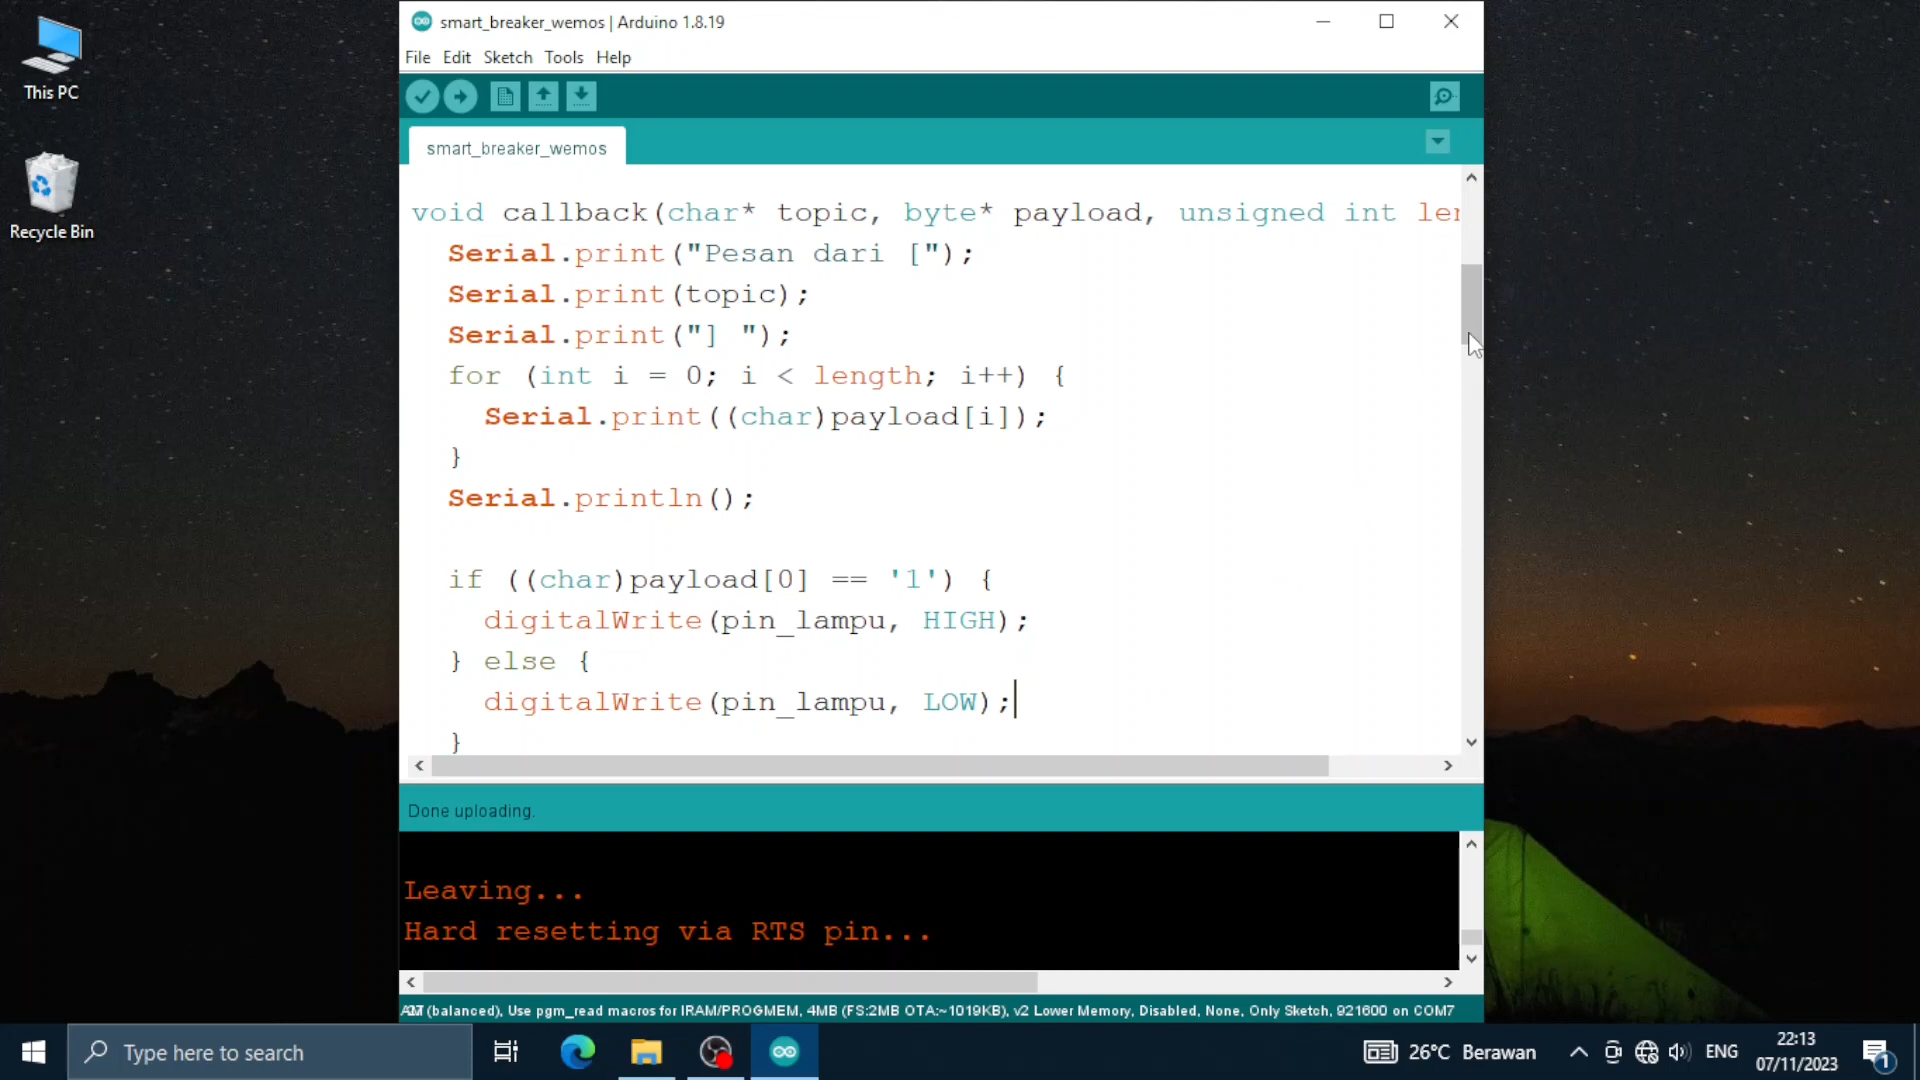 This PC
Recycle Bin
smart_breaker_wemos | Arduino 1.8.19
File Edit Sketch Tools Help
smart_breaker_wemos
void callback(char* topic, byte* payload, unsigned int
Serial.print("Pesan dari [");
Serial.print(topic);
Serial.print("] ");
for (int i = 0; i < length; i++) {
Serial.print((char)payload[i]);
}
Serial.println();
if ((char)payload[0] == '1') {
digitalWrite(pin_lampu, HIGH);
} else {
digitalWrite(pin_lampu, LOW);
}
Done uploading.
Leaving...
Hard resetting via RTS pin...
(balanced), Use pgm_read macros for IRAM/PROGMEM, 4MB (FS:2MB OTA:~1019KB), v2 Lower Memory, Disabled, None, Only Sketch, 921600 on COM7
Type here to search
26°C Berawan
ENG
22:13
07/11/2023
1